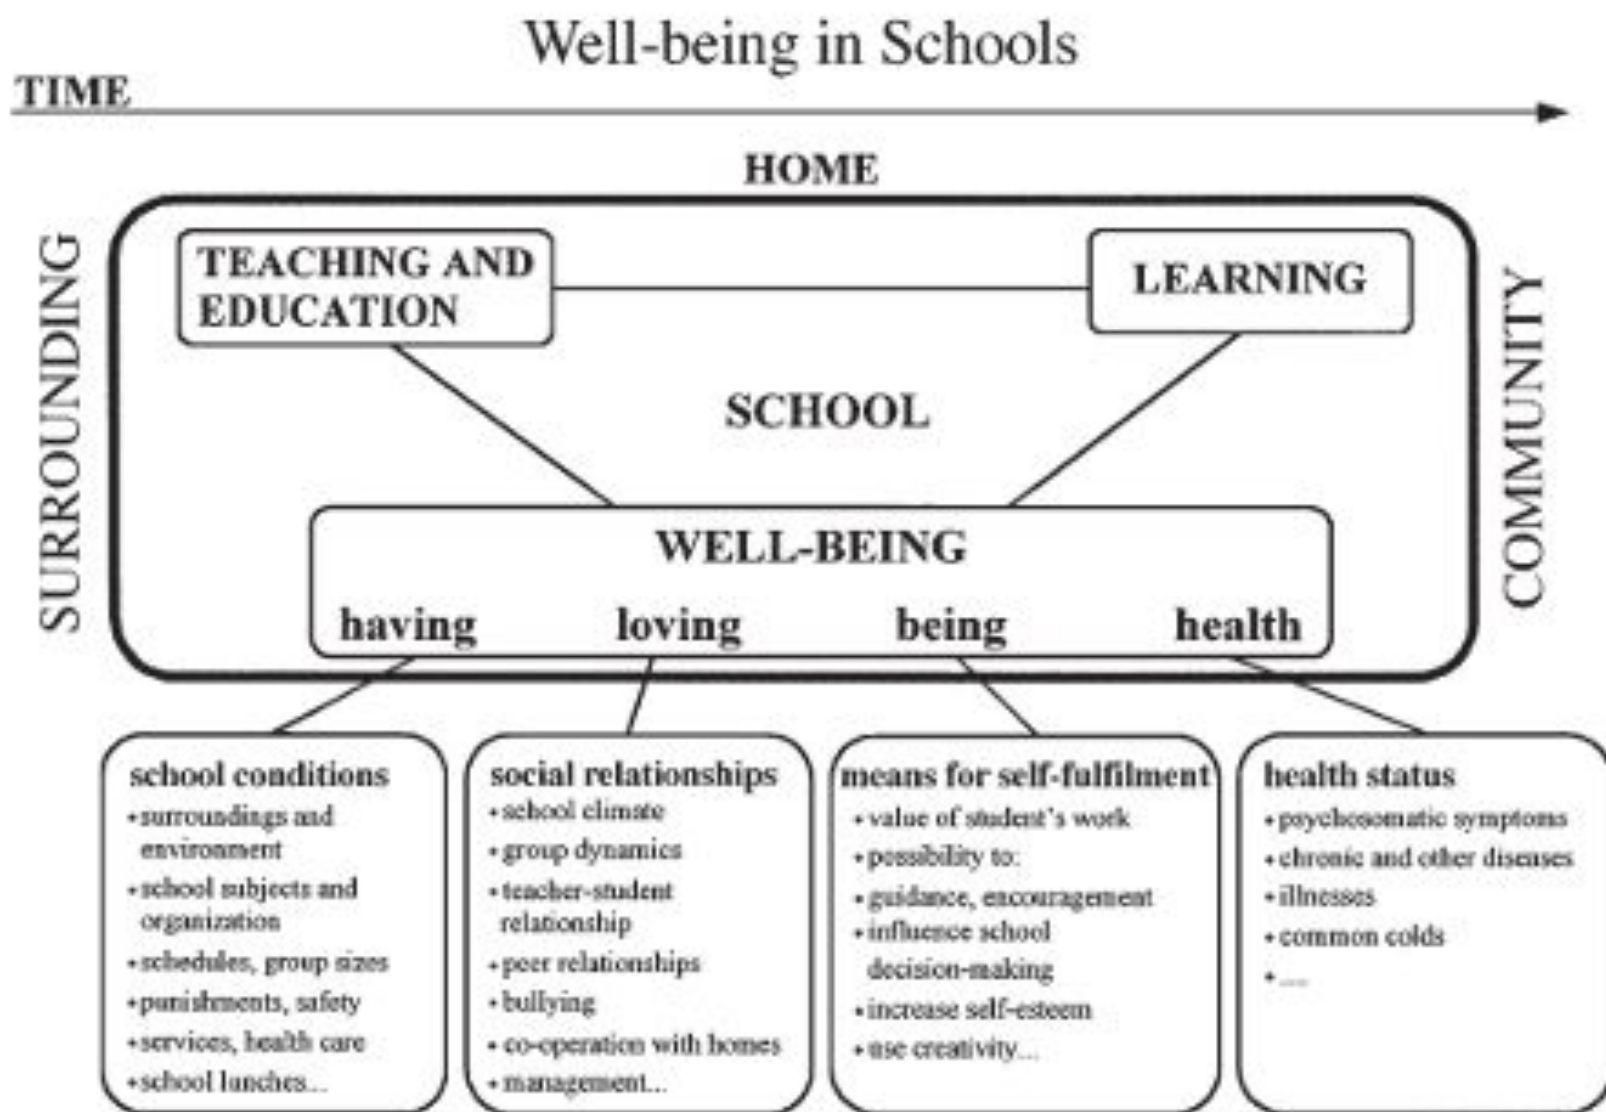 Well-being in Schools
TIME
HOME
SURROUNDING
COMMUNITY
TEACHING AND
EDUCATION
LEARNING
SCHOOL
WELL-BEING
having loving being health
school conditions
•surroundings and
environment
•school subjects and
organization
•schedules, group sizes
•punishments, safety
•services, health care
•school lunches...
social relationships
•school climate
•group dynamics
•teacher-student
relationship
•peer relationships
•bullying
•co-operation with homes
•management...
means for self-fulfilment
•value of student's work
•possibility to:
•guidance, encouragement
•influence school
decision-making
•increase self-esteem
•use creativity...
health status
•psychosomatic symptoms
•chronic and other diseases
•illnesses
•common colds
•....